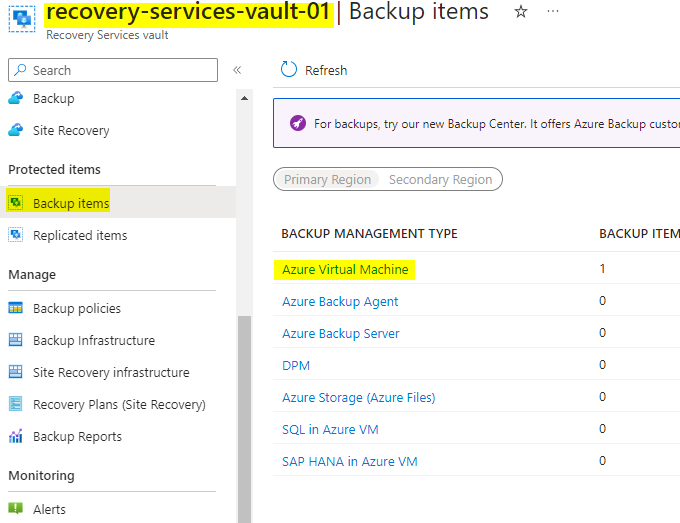 recovery-services-vault-01 | Backup items
Recovery Services vault
Search
Refresh
Backup
Site Recovery
Protected items
Backup items
Replicated items
Manage
Backup policies
Backup Infrastructure
Site Recovery infrastructure
Recovery Plans (Site Recovery)
Backup Reports
Monitoring
Alerts
For backups, try our new Backup Center. It offers Azure Backup custo
Primary Region Secondary Region
BACKUP MANAGEMENT TYPE BACKUP ITEM
Azure Virtual Machine 1
Azure Backup Agent 0
Azure Backup Server 0
DPM 0
Azure Storage (Azure Files) 0
SQL in Azure VM 0
SAP HANA in Azure VM 0